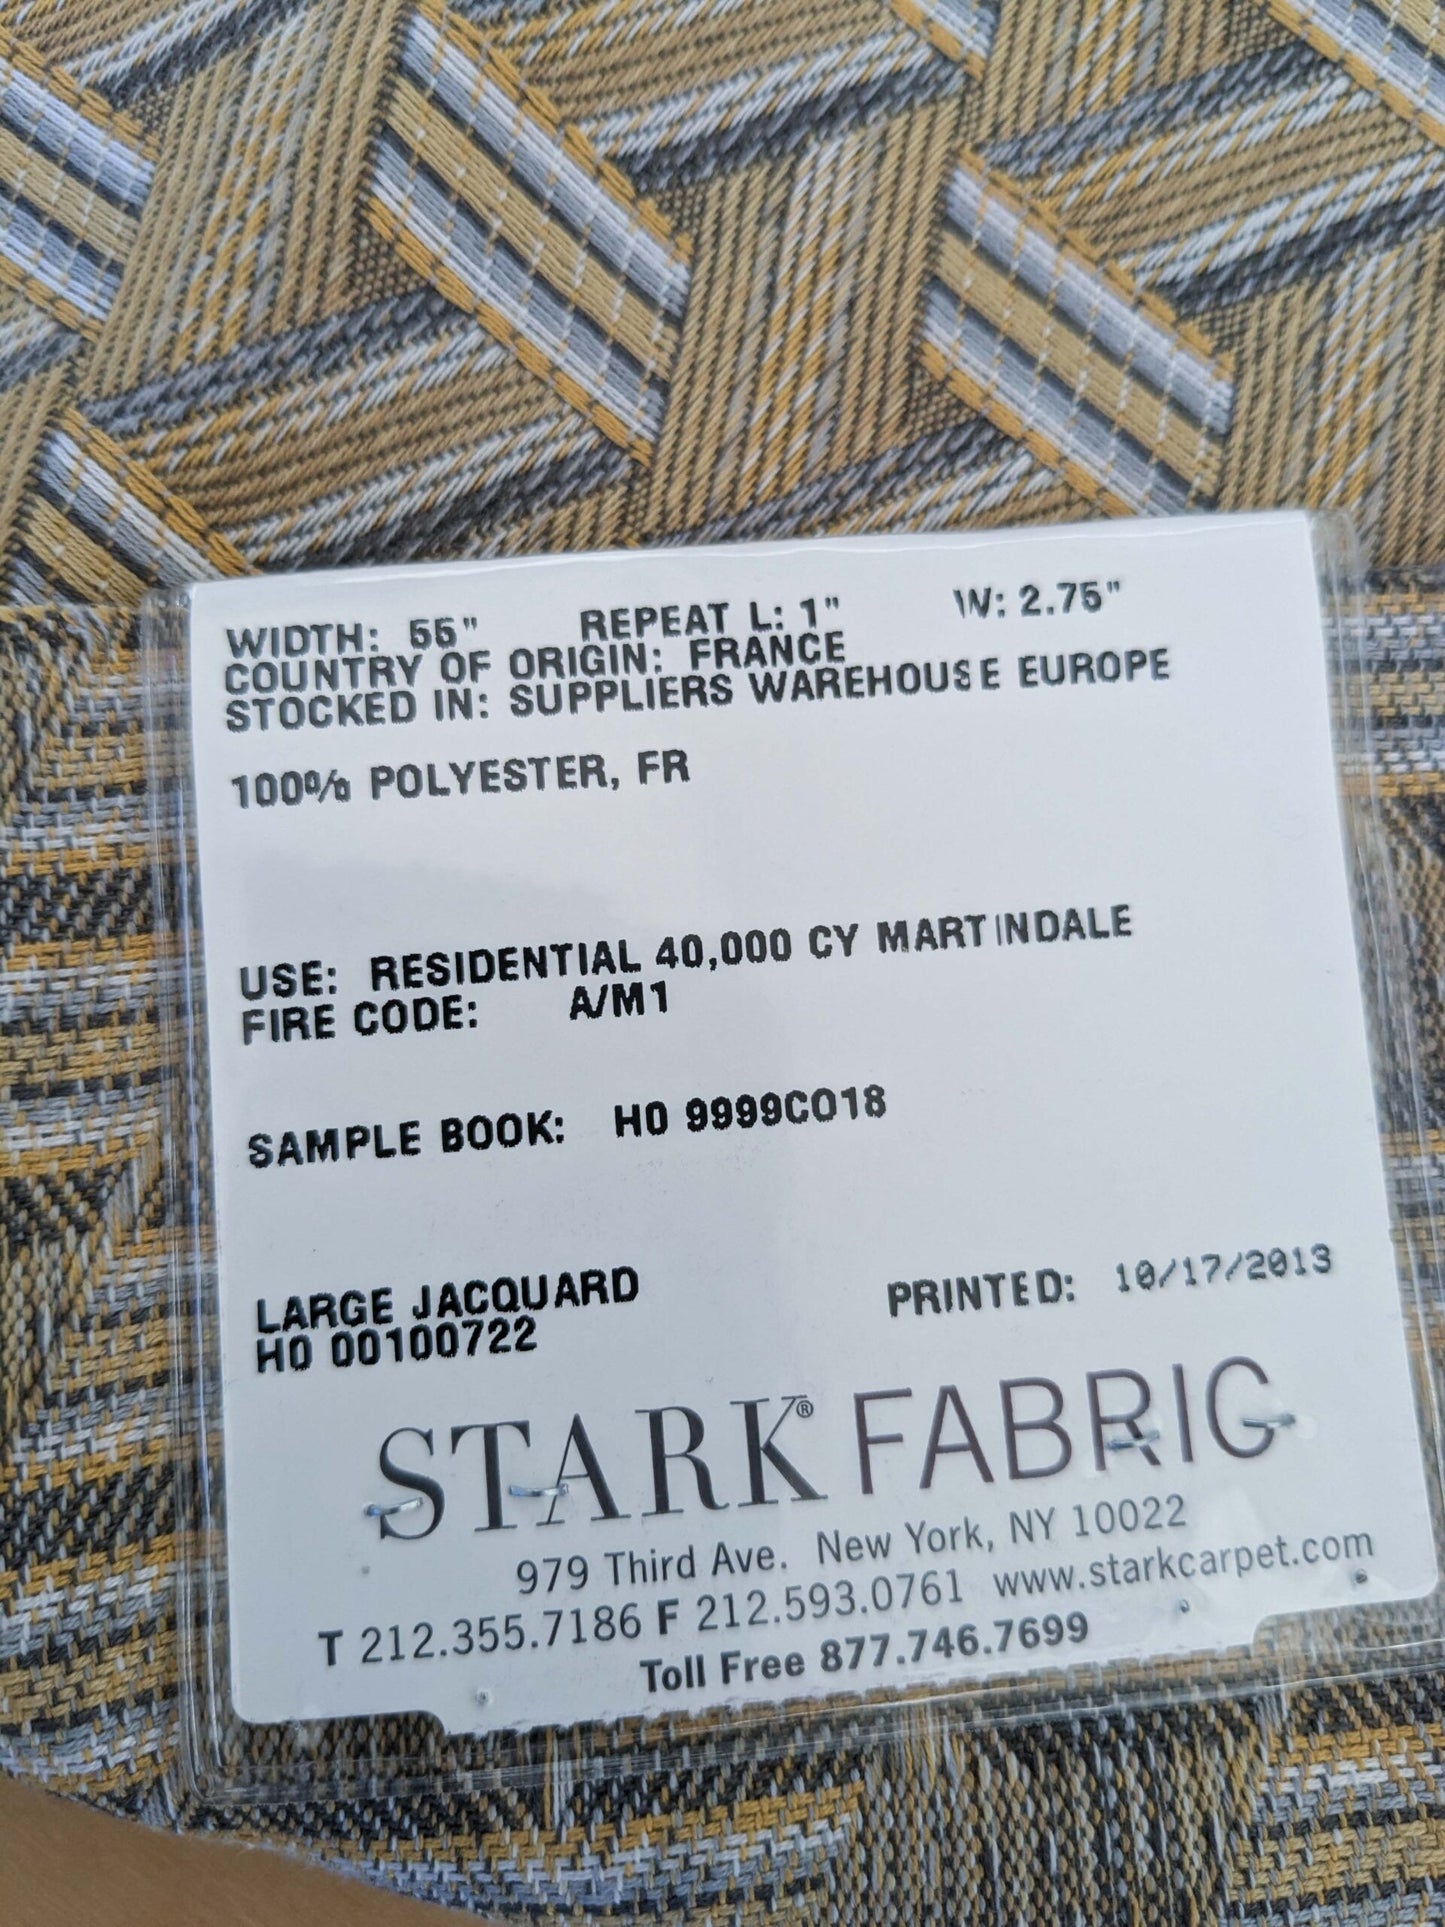 WIDTH: 55" REPEAT L: 1" W: 2.75"
COUNTRY OF ORIGIN: FRANCE
STOCKED IN: SUPPLIERS WAREHOUSE EUROPE
100% POLYESTER, FR
USE: RESIDENTIAL 40,000 CY MARTINDALE
FIRE CODE: A/M1
SAMPLE BOOK: HO 9999CO18
LARGE JACQUARD PRINTED: 10/17/2013
HO 00100722
STARK® FABRIC
979 Third Ave. New York, NY 10022
T 212.355.7186 F 212.593.0761 www.starkcarpet.com
Toll Free 877.746.7699